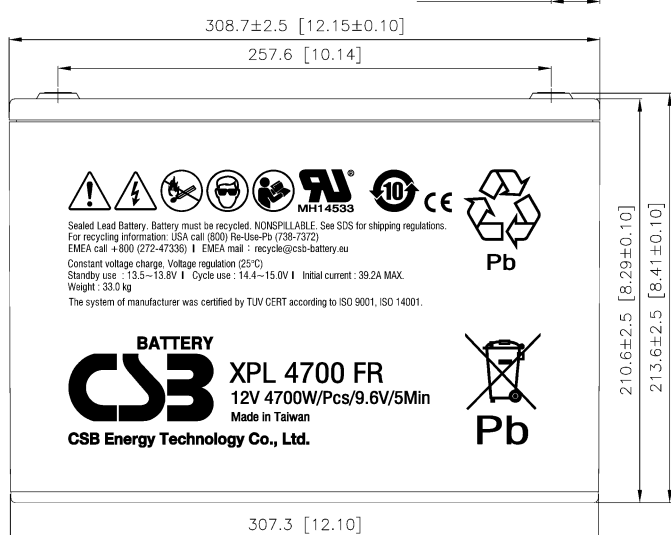 308.7±2.5 [12.15±0.10]
257.6 [10.14]
MH14533
10
CE
Sealed Lead Battery. Battery must be recycled. NONSPILLABLE. See SDS for shipping regulations.
For recycling information: USA call (800) Re-Use-Pb (738-7372)
EMEA call +800 (272-47336) I EMEA mail : recycle@csb-battery.eu
Constant voltage charge, Voltage regulation (25°C)
Standby use : 13.5~13.8V I Cycle use : 14.4~15.0V I Initial current : 39.2A MAX.
Weight : 33.0 kg
The system of manufacturer was certified by TUV CERT according to ISO 9001, ISO 14001.
Pb
BATTERY
CSB
XPL 4700 FR
12V 4700W/Pcs/9.6V/5Min
Made in Taiwan
CSB Energy Technology Co., Ltd.
Pb
210.6±2.5 [8.29±0.10]
213.6±2.5 [8.41±0.10]
307.3 [12.10]